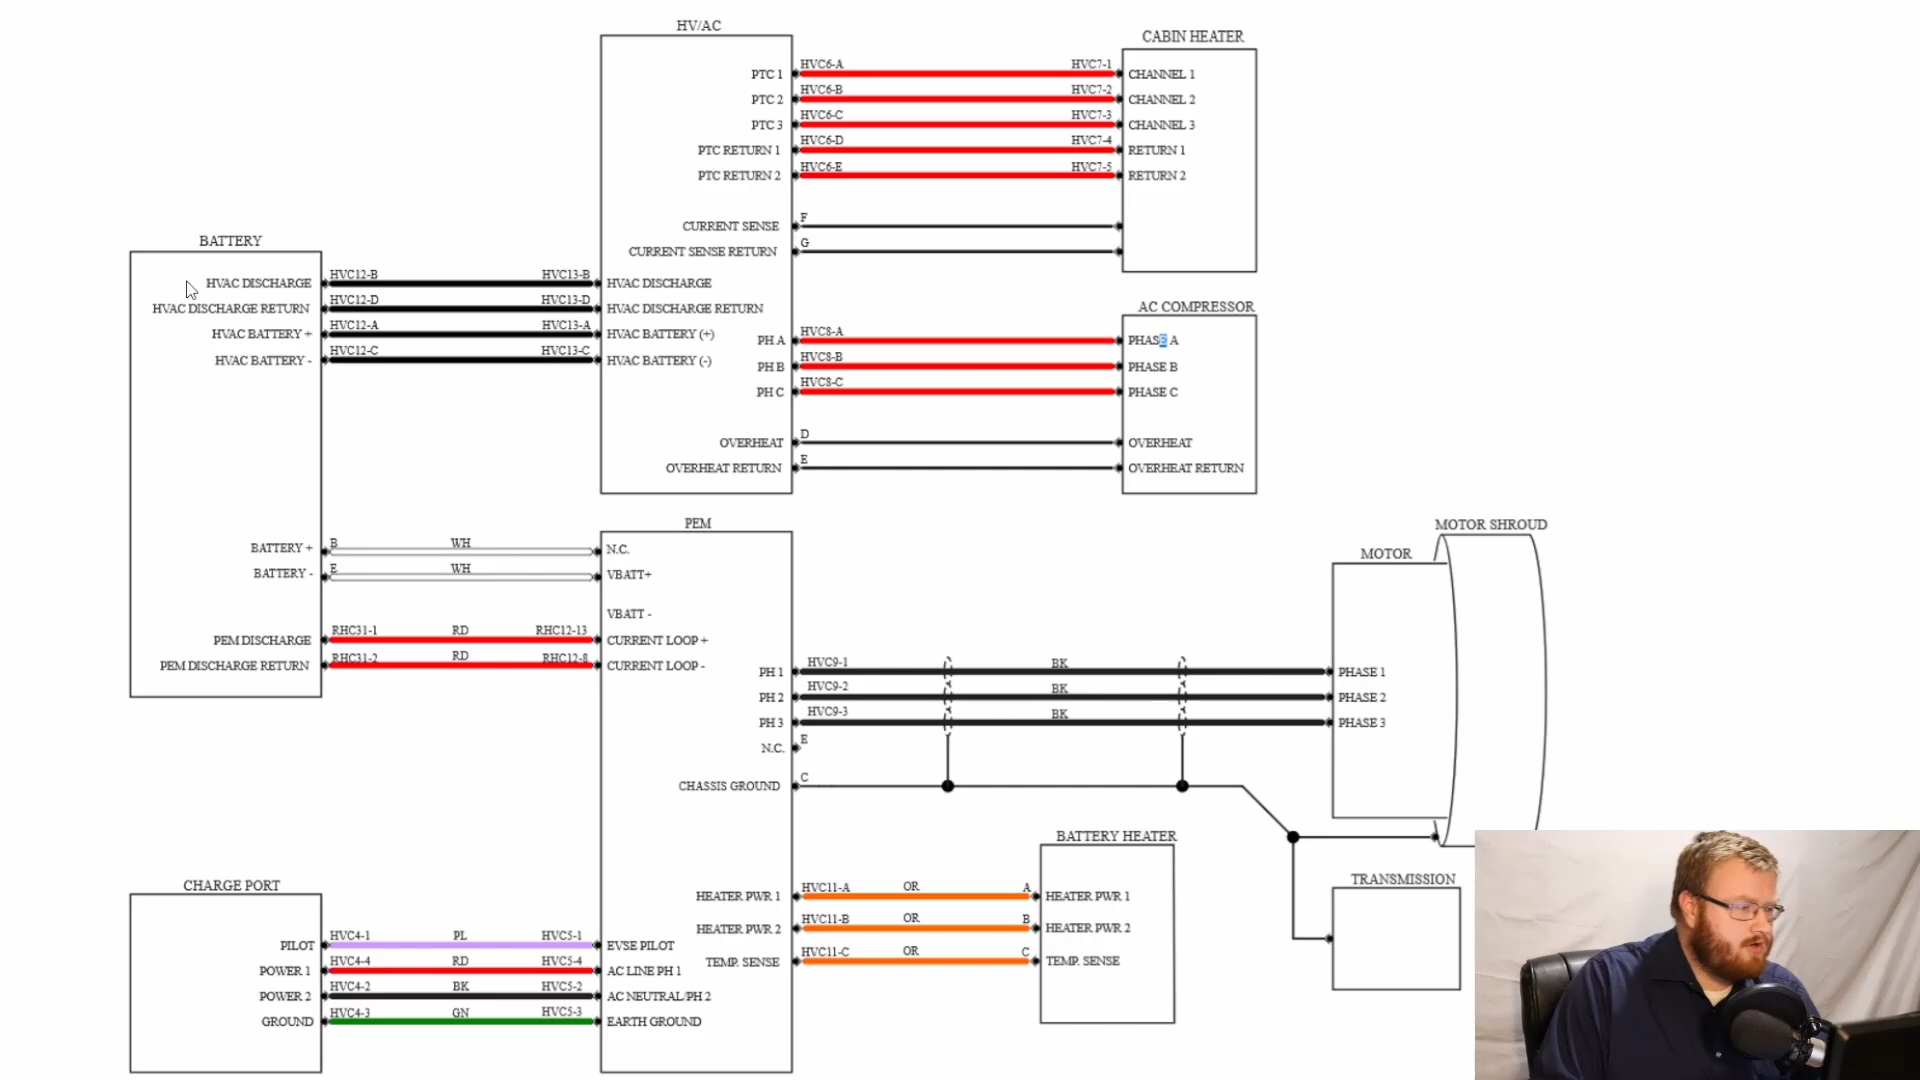 HV/AC
PTC 1
PTC 2
PTC 3
PTC RETURN 1
PTC RETURN 2
CURRENT SENSE
CURRENT SENSE RETURN
HVC6-A
HVC6-B
HVC6-C
HVC6-D
HVC6-E
F
G
HVC7-1
HVC7-2
HVC7-3
HVC7-4
HVC7-5
CABIN HEATER
CHANNEL 1
CHANNEL 2
CHANNEL 3
RETURN 1
RETURN 2
BATTERY
HVAC DISCHARGE
HVAC DISCHARGE RETURN
HVAC BATTERY +
HVAC BATTERY -
HVC12-B
HVC12-D
HVC12-A
HVC12-C
HVC13-B
HVC13-D
HVC13-A
HVC13-C
HVAC DISCHARGE
HVAC DISCHARGE RETURN
HVAC BATTERY (+)
HVAC BATTERY (-)
PH A
PH B
PH C
OVERHEAT
OVERHEAT RETURN
HVC8-A
HVC8-B
HVC8-C
D
E
AC COMPRESSOR
PHASE A
PHASE B
PHASE C
OVERHEAT
OVERHEAT RETURN
BATTERY +
BATTERY -
PEM DISCHARGE
PEM DISCHARGE RETURN
B WH
E WH
RHC31-1 RD RHC12-13
RHC31-2 RD RHC12-8
PEM
N.C.
VBATT+
VBATT -
CURRENT LOOP +
CURRENT LOOP -
PH 1
PH 2
PH 3
N.C.
CHASSIS GROUND
HVC9-1 BK
HVC9-2 BK
HVC9-3 BK
E
C
MOTOR SHROUD
MOTOR
PHASE 1
PHASE 2
PHASE 3
TRANSMISSION
CHARGE PORT
PILOT
POWER 1
POWER 2
GROUND
HVC4-1 PL HVC5-1
HVC4-4 RD HVC5-4
HVC4-2 BK HVC5-2
HVC4-3 GN HVC5-3
EVSE PILOT
AC LINE PH 1
AC NEUTRAL/PH 2
EARTH GROUND
HEATER PWR 1
HEATER PWR 2
TEMP. SENSE
HVC11-A OR A
HVC11-B OR B
HVC11-C OR C
BATTERY HEATER
HEATER PWR 1
HEATER PWR 2
TEMP. SENSE